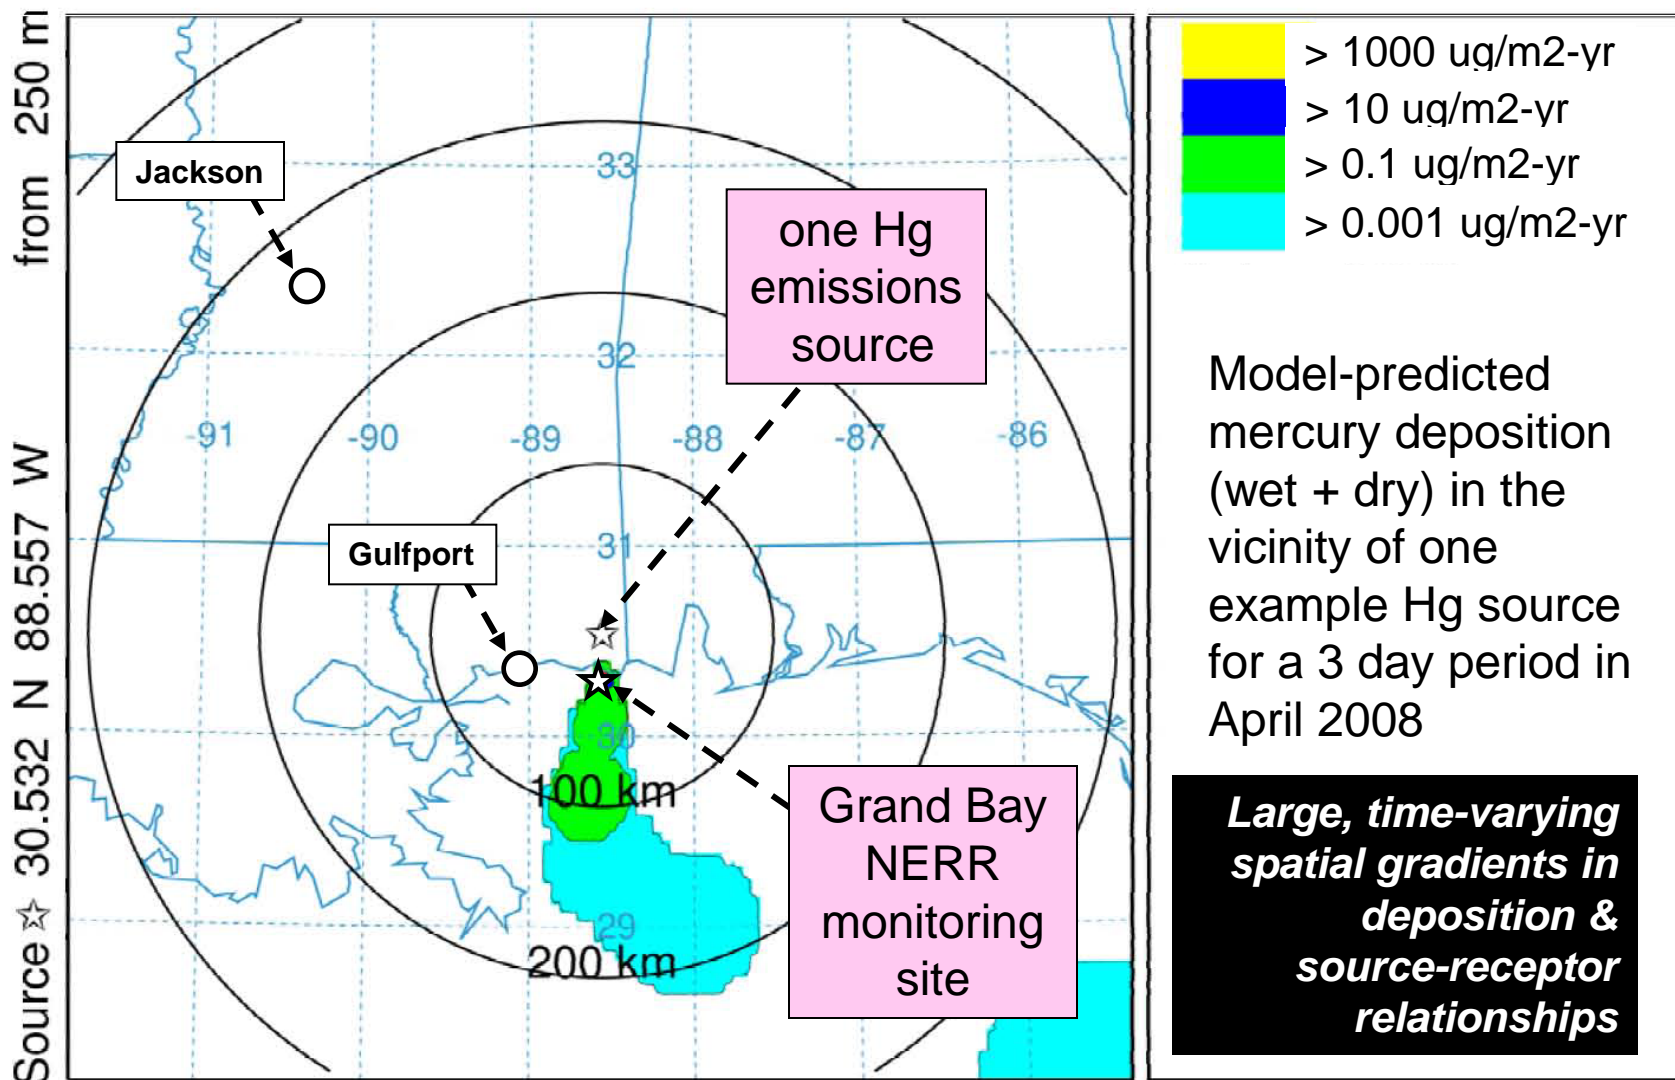 Source ☆ 30.532 N 88.557 W from 250 m
Jackson
33
one Hg
emissions
source
32
-91
-90
-89
-88
-87
-86
Gulfport
31
30
100 km
Grand Bay
NERR
monitoring
site
29
200 km
> 1000 ug/m2-yr
> 10 ug/m2-yr
> 0.1 ug/m2-yr
> 0.001 ug/m2-yr
Model-predicted
mercury deposition
(wet + dry) in the
vicinity of one
example Hg source
for a 3 day period in
April 2008
Large, time-varying
spatial gradients in
deposition &
source-receptor
relationships